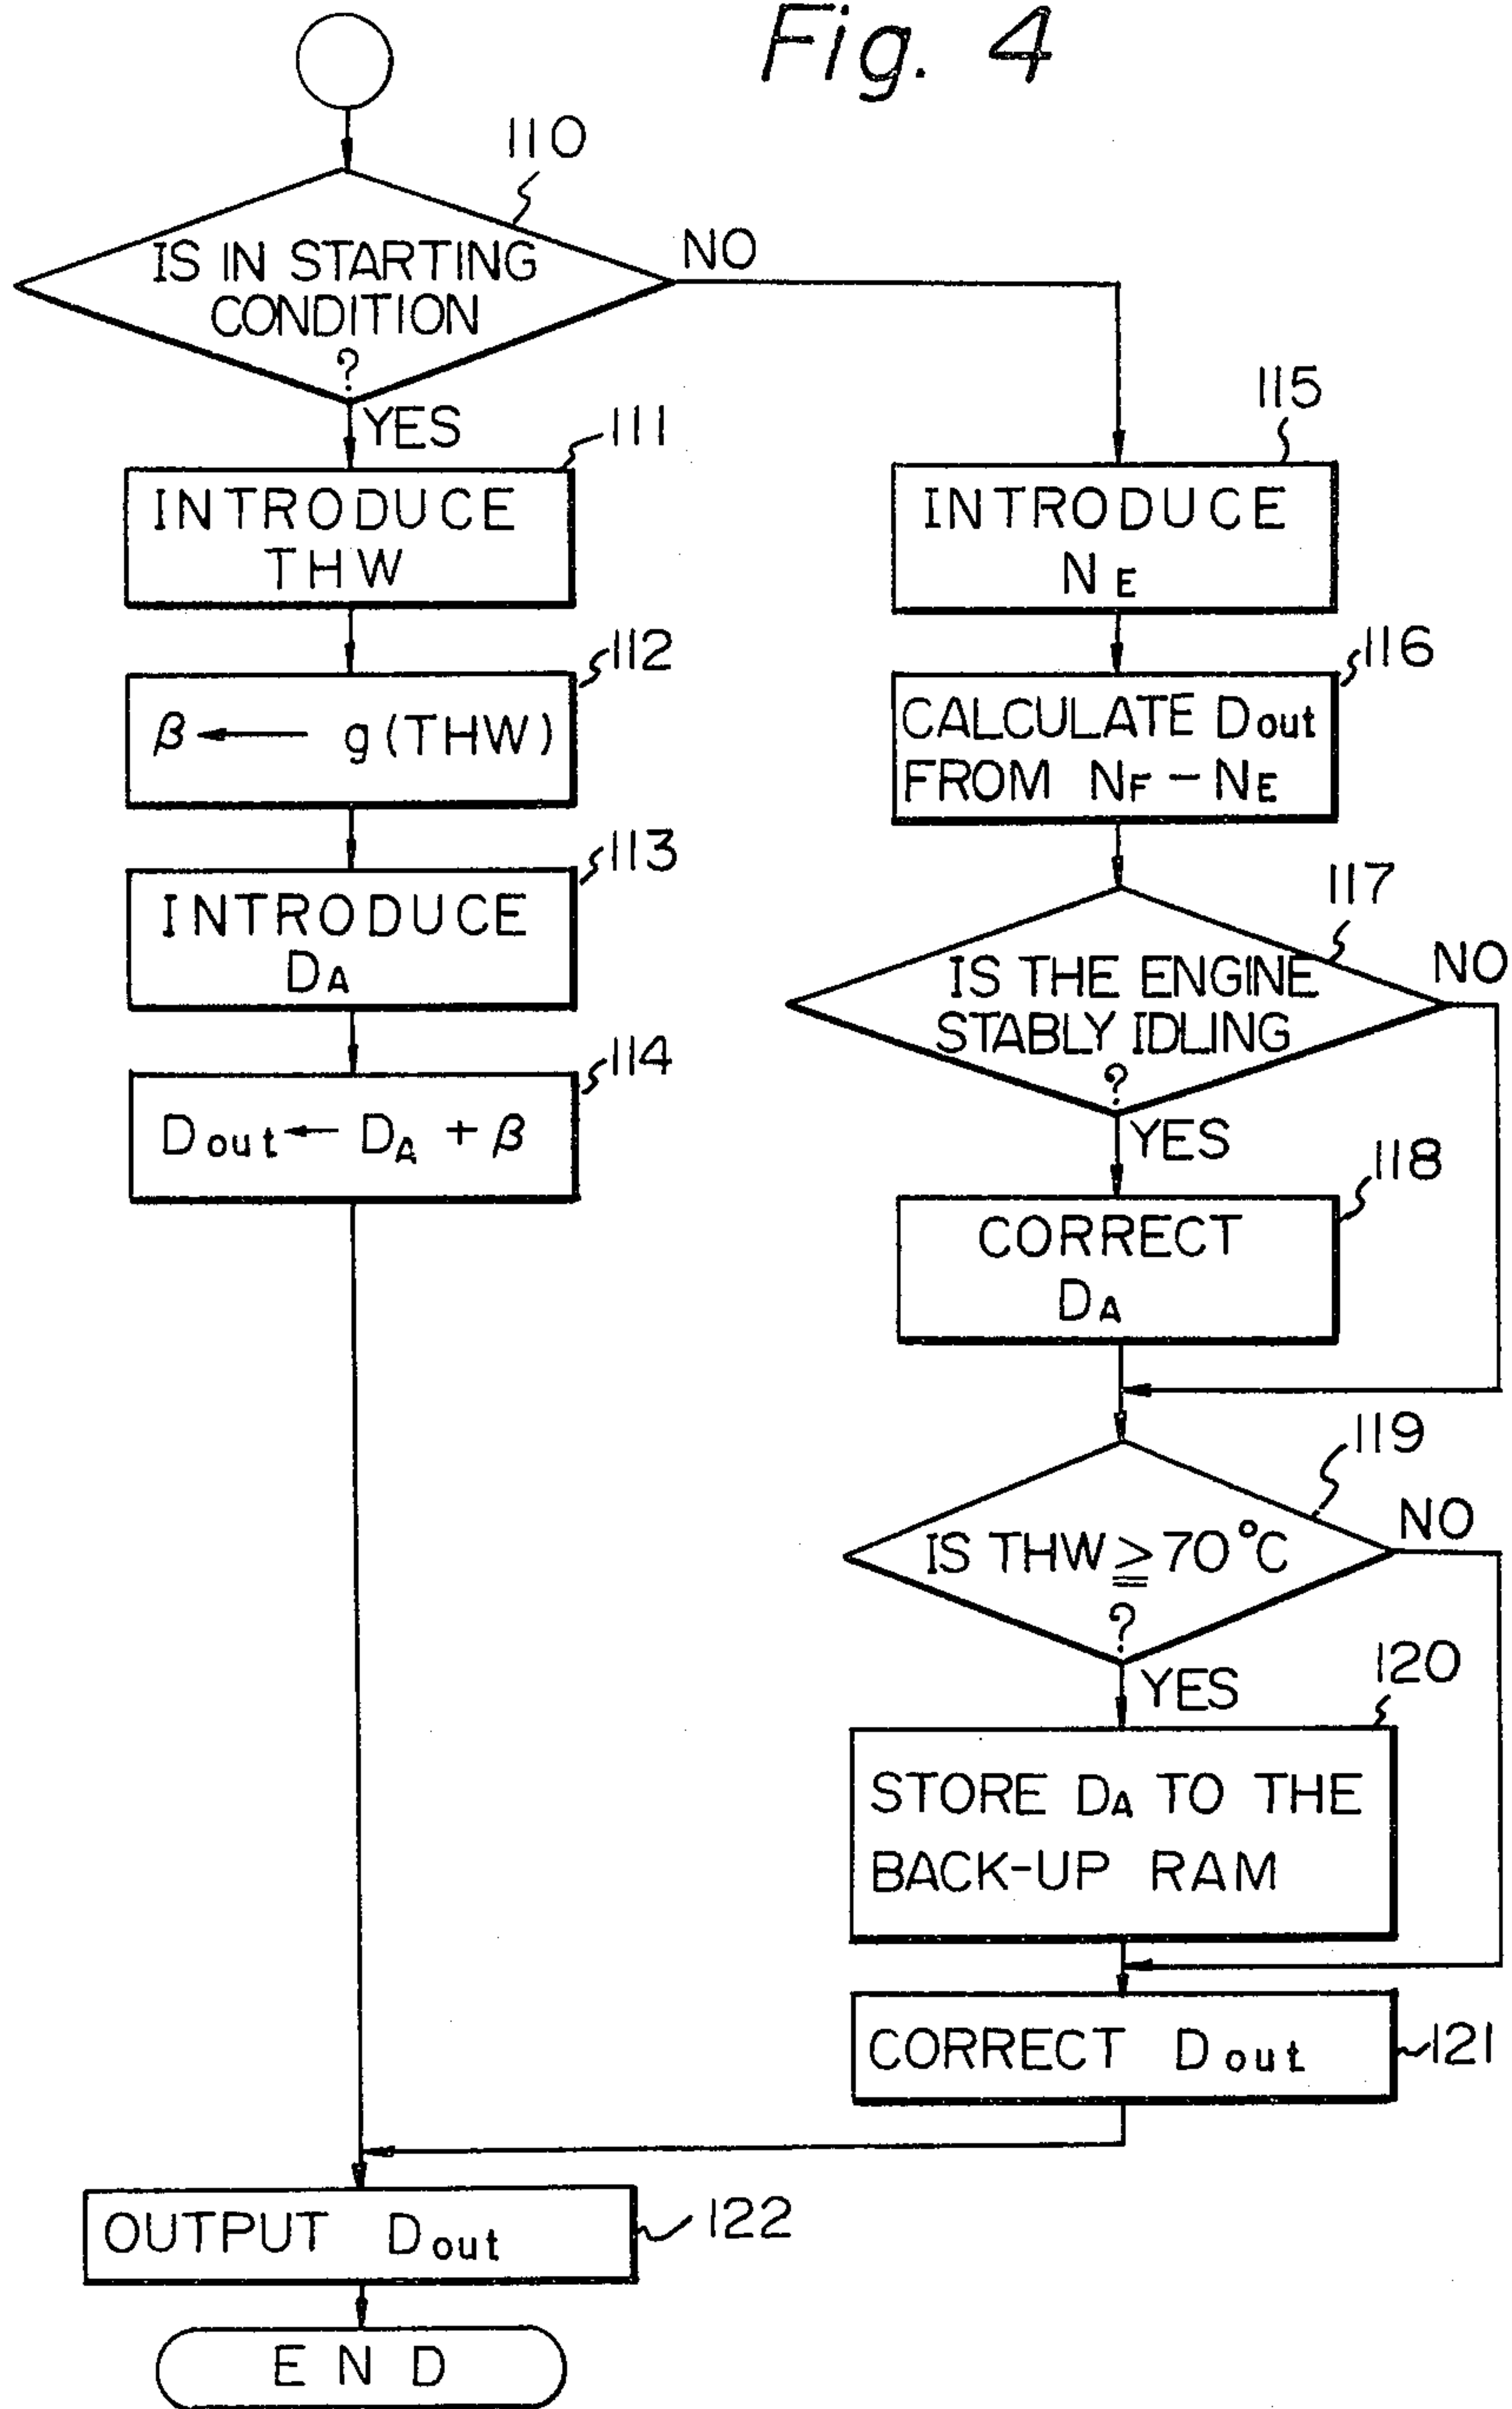 Fig. 4
110
IS IN STARTING
CONDITION
?
NO
YES
111
INTRODUCE
THW
112
β ← g (THW)
113
INTRODUCE
DA
114
Dout ← DA + β
115
INTRODUCE
NE
116
CALCULATE Dout
FROM NF - NE
117
IS THE ENGINE
STABLY IDLING
?
NO
YES
118
CORRECT
DA
119
IS THW ≧ 70°C
?
NO
YES
120
STORE DA TO THE
BACK-UP RAM
CORRECT Dout
121
OUTPUT Dout
122
END